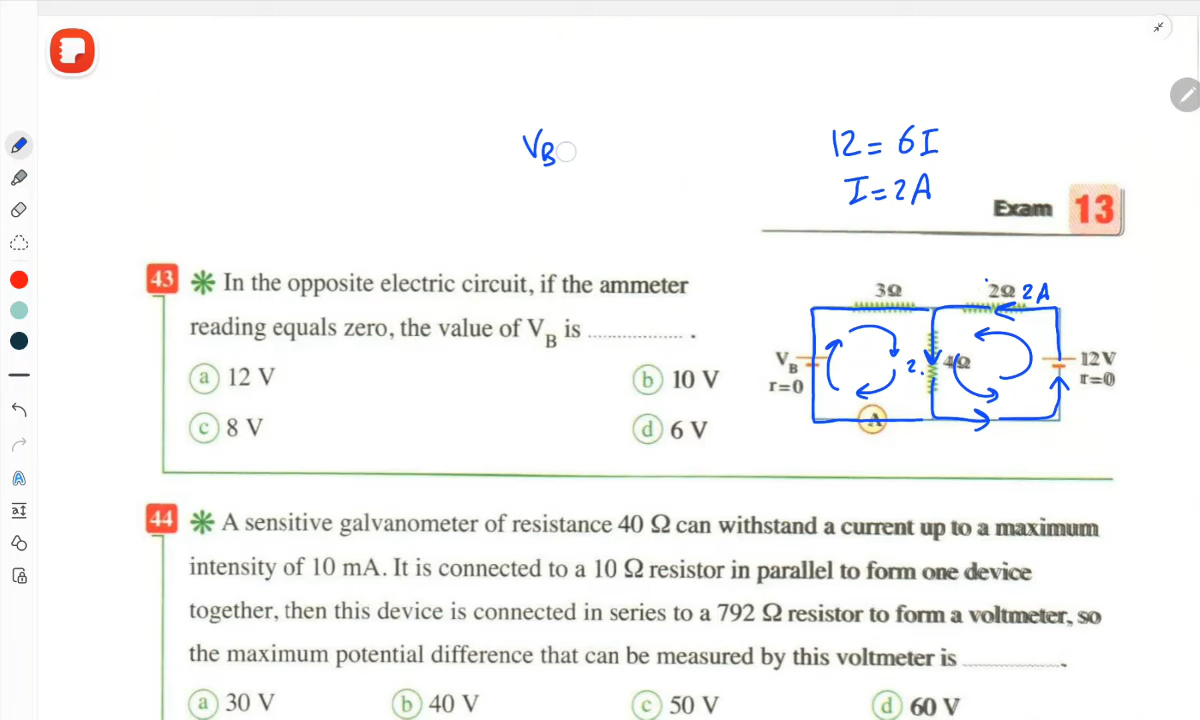 V_B
12 = 6I
I = 2A
Exam 13
43 ✳ In the opposite electric circuit, if the ammeter
reading equals zero, the value of V_B is .................. .
a 12 V
b 10 V
c 8 V
d 6 V
3Ω
2Ω 2A
V_B
r=0
2.
4Ω
12V
r=0
A
44 ✳ A sensitive galvanometer of resistance 40 Ω can withstand a current up to a maximum
intensity of 10 mA. It is connected to a 10 Ω resistor in parallel to form one device
together, then this device is connected in series to a 792 Ω resistor to form a voltmeter, so
the maximum potential difference that can be measured by this voltmeter is .................. .
a 30 V
b 40 V
c 50 V
d 60 V